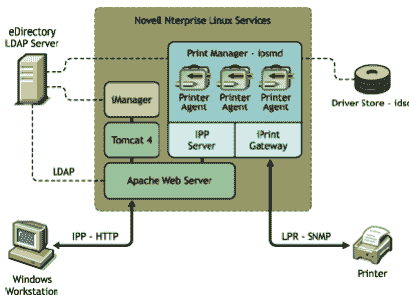 Novell Nterprise Linux Services
eDirectory
LDAP Server
Print Manager - ipsmd
Printer
Agent
Printer
Agent
Printer
Agent
Driver Store - idsd
iManager
Tomcat 4
IPP
Server
iPrint
Gateway
LDAP
Apache Web Server
IPP - HTTP
LPR - SNMP
Windows
Workstation
Printer